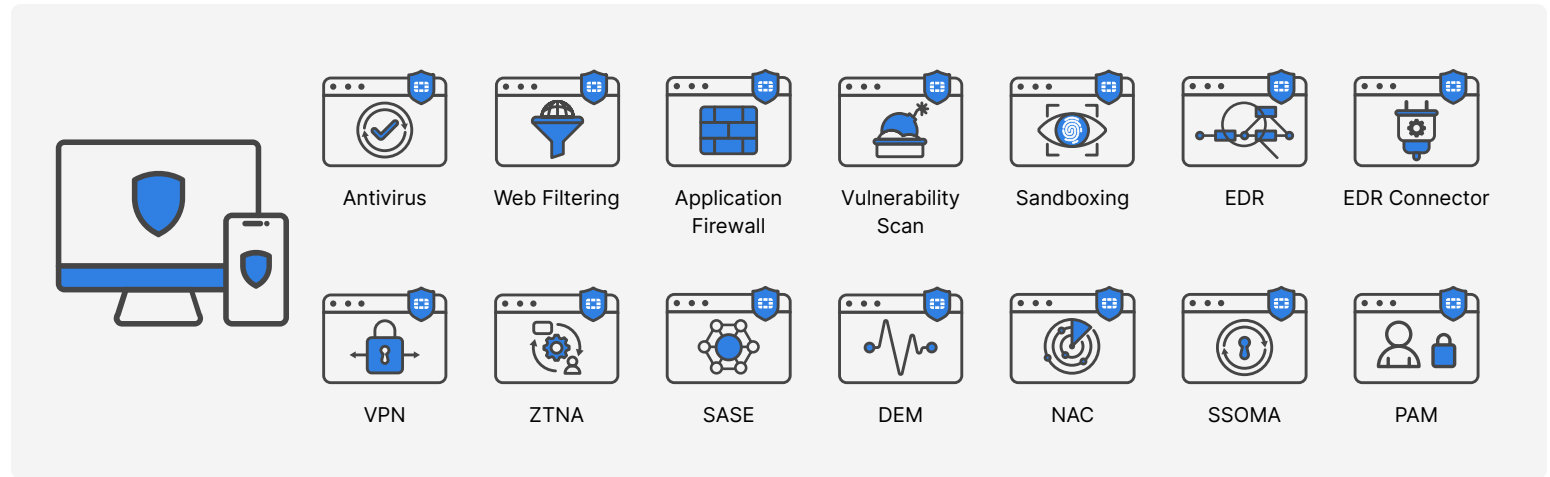 Antivirus
Web Filtering
Application
Firewall
Vulnerability
Scan
Sandboxing
EDR
EDR Connector
VPN
ZTNA
SASE
DEM
NAC
SSOMA
PAM